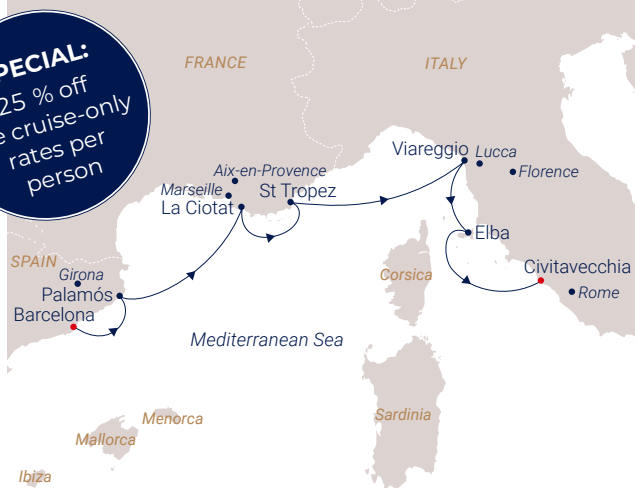 25 % off
cruise-only
rates per
person
FRANCE
ITALY
Viareggio
Lucca
Florence
Aix-en-Provence
Marseille
St Tropez
La Ciotat
Elba
SPAIN
Girona
Palamós
Barcelona
Corsica
Civitavecchia
Rome
Mediterranean Sea
Menorca
Mallorca
Sardinia
Ibiza